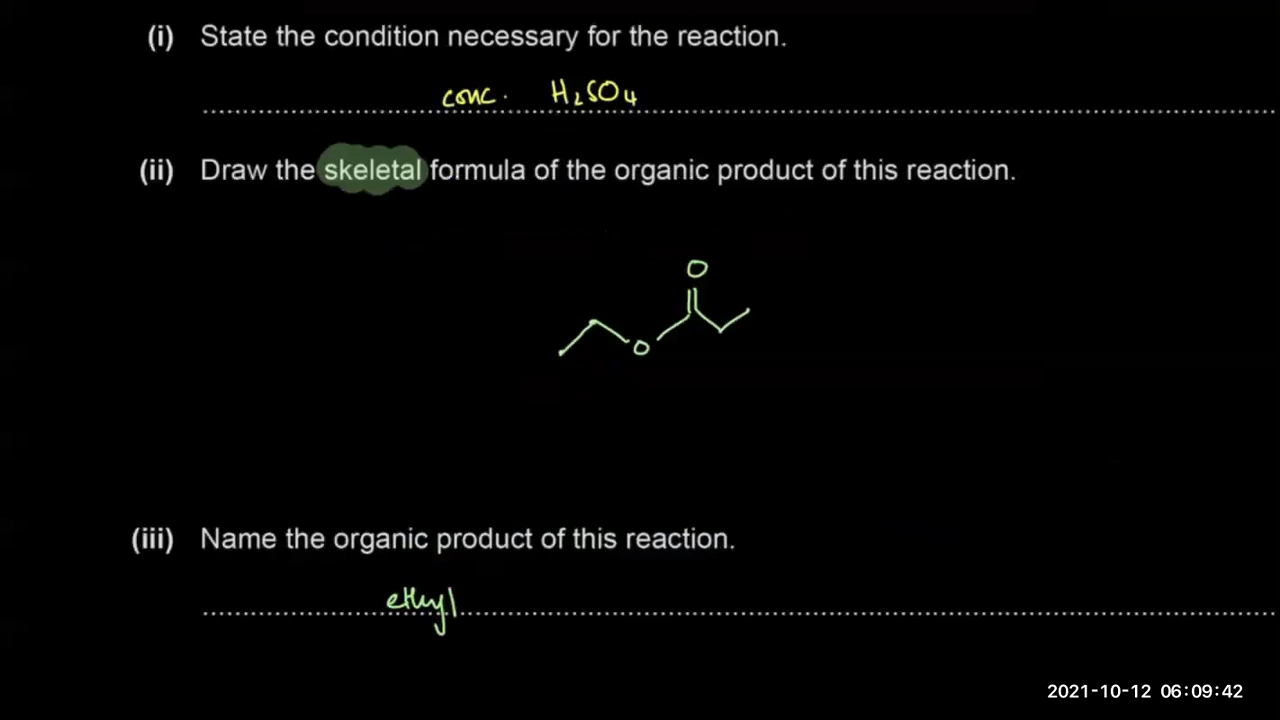 (i) State the condition necessary for the reaction.
conc. H₂SO₄
(ii) Draw the skeletal formula of the organic product of this reaction.
O
O
(iii) Name the organic product of this reaction.
ethyl
2021-10-12 06:09:42